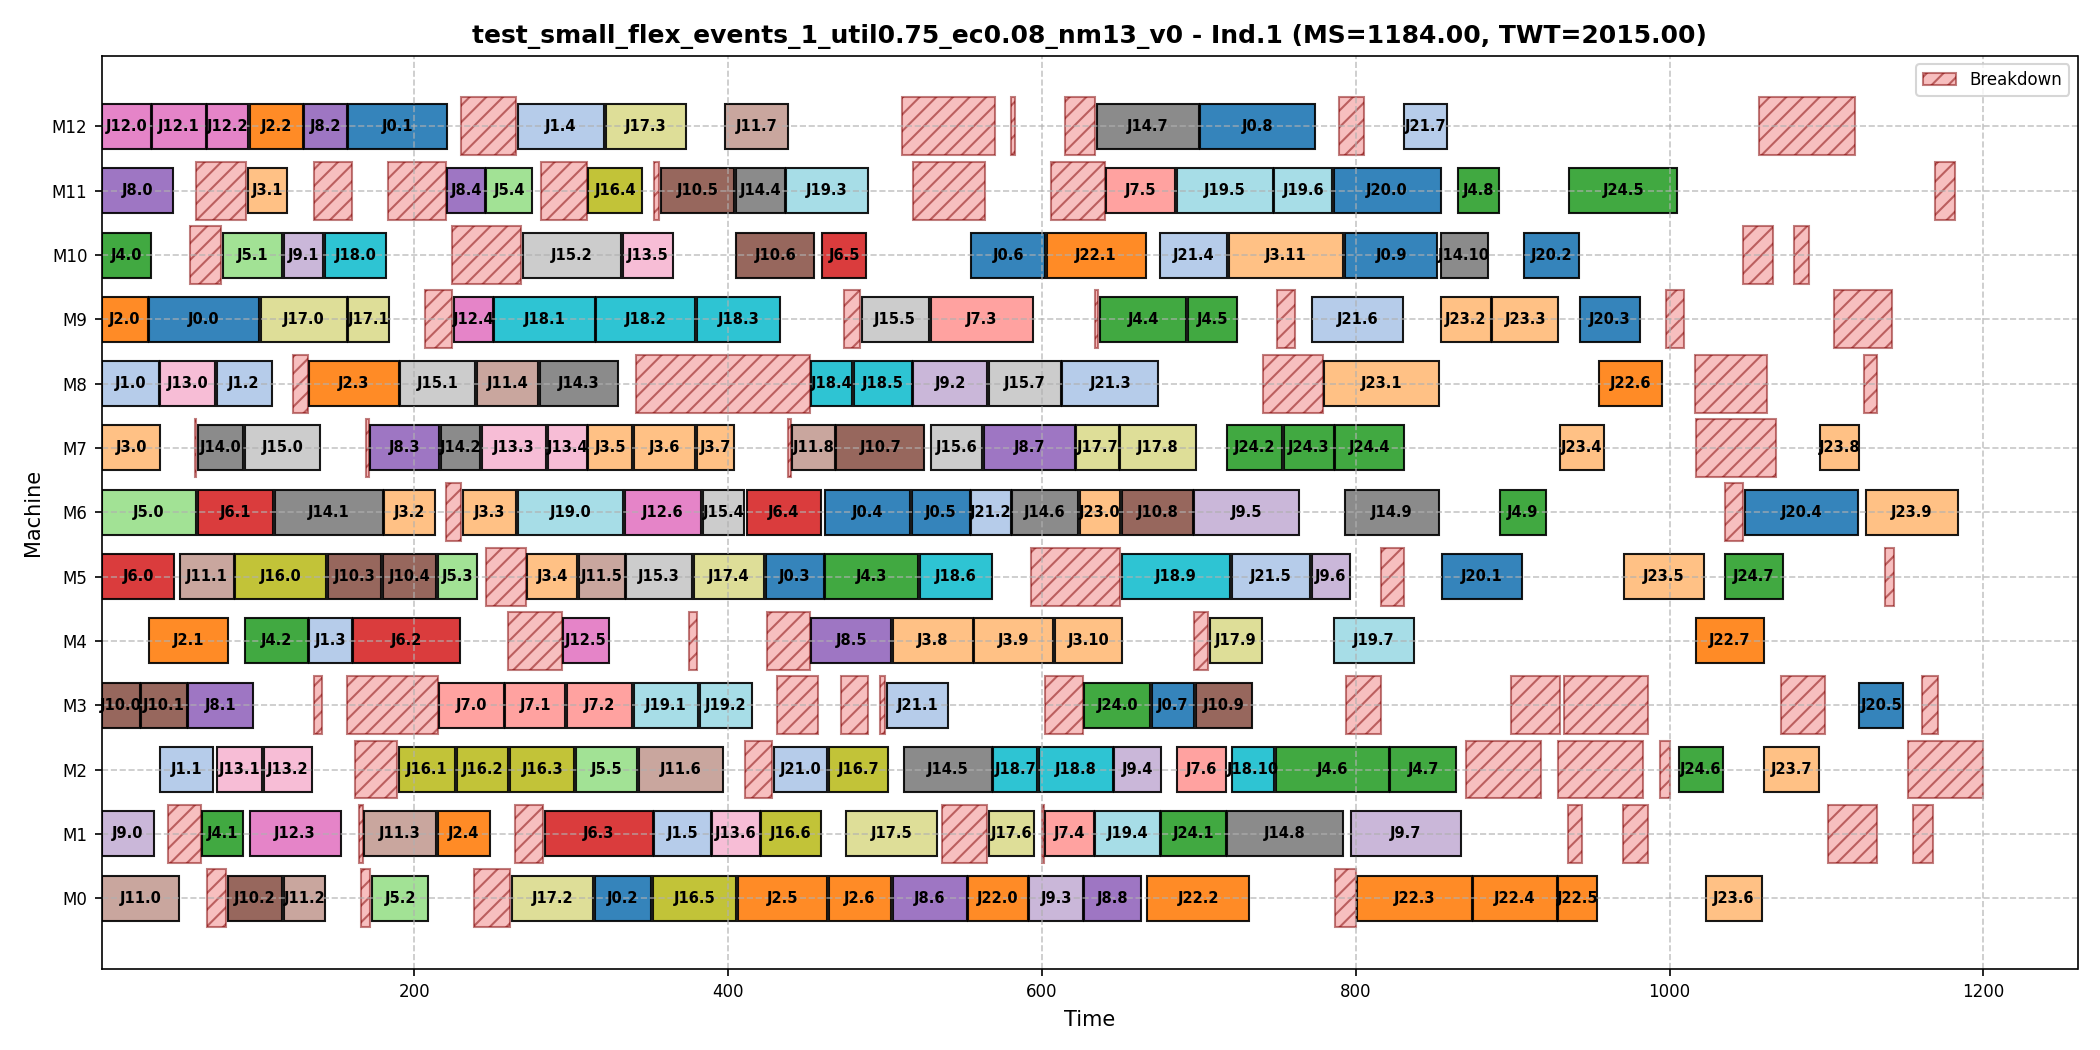 test_small_flex_events_1_util0.75_ec0.08_nm13_v0 - Ind.1 (MS=1184.00, TWT=2015.00)
Breakdown
M12 J12.0 J12.1 J12.2 J2.2 J8.2 J0.1 J1.4 J17.3 J11.7 J14.7 J0.8 J21.7
M11 J8.0 J3.1 J8.4 J5.4 J16.4 J10.5 J14.4 J19.3 J7.5 J19.5 J19.6 J20.0 J4.8 J24.5
M10 J4.0 J5.1 J9.1 J18.0 J15.2 J13.5 J10.6 J6.5 J0.6 J22.1 J21.4 J3.11 J0.9 J14.10 J20.2
M9 J2.0 J0.0 J17.0 J17.1 J12.4 J18.1 J18.2 J18.3 J15.5 J7.3 J4.4 J4.5 J21.6 J23.2 J23.3 J20.3
M8 J1.0 J13.0 J1.2 J2.3 J15.1 J11.4 J14.3 J18.4 J18.5 J9.2 J15.7 J21.3 J23.1 J22.6
M7 J3.0 J14.0 J15.0 J8.3 J14.2 J13.3 J13.4 J3.5 J3.6 J3.7 J11.8 J10.7 J15.6 J8.7 J17.7 J17.8 J24.2 J24.3 J24.4 J23.4 J23.8
M6 J5.0 J6.1 J14.1 J3.2 J3.3 J19.0 J12.6 J15.4 J6.4 J0.4 J0.5 J21.2 J14.6 J23.0 J10.8 J9.5 J14.9 J4.9 J20.4 J23.9
M5 J6.0 J11.1 J16.0 J10.3 J10.4 J5.3 J3.4 J11.5 J15.3 J17.4 J0.3 J4.3 J18.6 J18.9 J21.5 J9.6 J20.1 J23.5 J24.7
M4 J2.1 J4.2 J1.3 J6.2 J12.5 J8.5 J3.8 J3.9 J3.10 J17.9 J19.7 J22.7
M3 J10.0 J10.1 J8.1 J7.0 J7.1 J7.2 J19.1 J19.2 J21.1 J24.0 J0.7 J10.9 J20.5
M2 J1.1 J13.1 J13.2 J16.1 J16.2 J16.3 J5.5 J11.6 J21.0 J16.7 J14.5 J18.7 J18.8 J9.4 J7.6 J18.10 J4.6 J4.7 J24.6 J23.7
M1 J9.0 J4.1 J12.3 J11.3 J2.4 J6.3 J1.5 J13.6 J16.6 J17.5 J17.6 J7.4 J19.4 J24.1 J14.8 J9.7
M0 J11.0 J10.2 J11.2 J5.2 J17.2 J0.2 J16.5 J2.5 J2.6 J8.6 J22.0 J9.3 J8.8 J22.2 J22.3 J22.4 J22.5 J23.6
Machine
200 400 600 800 1000 1200
Time